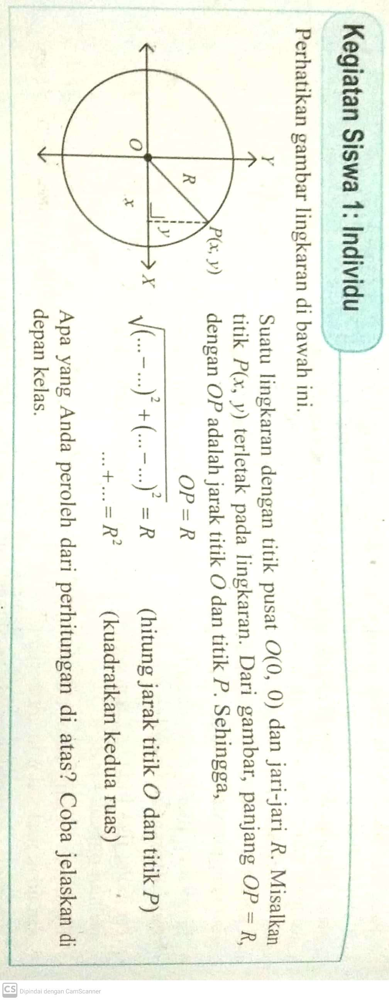 Kegiatan Siswa 1: Individu
Perhatikan gambar lingkaran di bawah ini.
Y
P(x, y)
R
y
O
x
X
Suatu lingkaran dengan titik pusat O(0, 0) dan jari-jari R. Misalkan
titik P(x, y) terletak pada lingkaran. Dari gambar, panjang OP = R,
dengan OP adalah jarak titik O dan titik P. Sehingga,
OP = R
√(... − ...)² + (... − ...)² = R (hitung jarak titik O dan titik P)
... + ... = R² (kuadratkan kedua ruas)
Apa yang Anda peroleh dari perhitungan di atas? Coba jelaskan di
depan kelas.
CS Dipindai dengan CamScanner